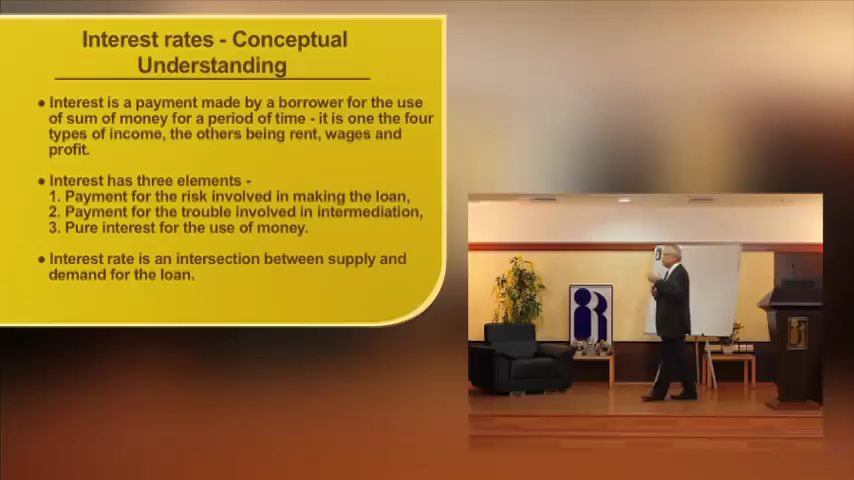 Interest rates - Conceptual
Understanding
● Interest is a payment made by a borrower for the use
of sum of money for a period of time - it is one the four
types of income, the others being rent, wages and
profit.
● Interest has three elements -
1. Payment for the risk involved in making the loan,
2. Payment for the trouble involved in intermediation,
3. Pure interest for the use of money.
● Interest rate is an intersection between supply and
demand for the loan.